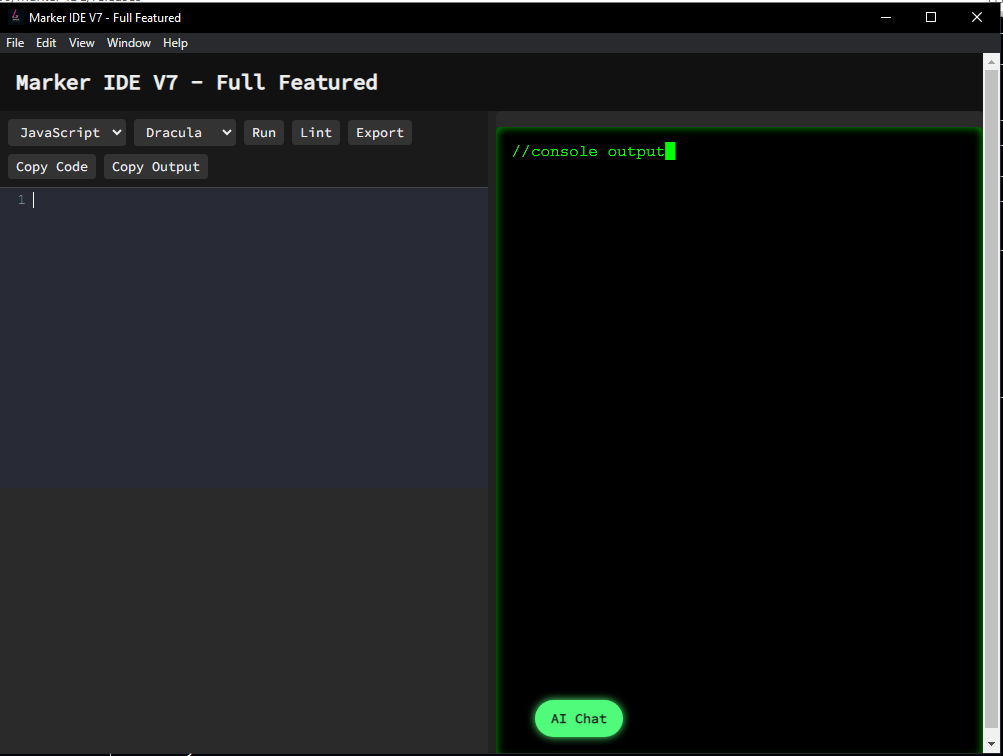 Marker IDE V7 - Full Featured
File Edit View Window Help
Marker IDE V7 - Full Featured
JavaScript Dracula Run Lint Export
Copy Code Copy Output
//console output
1
AI Chat